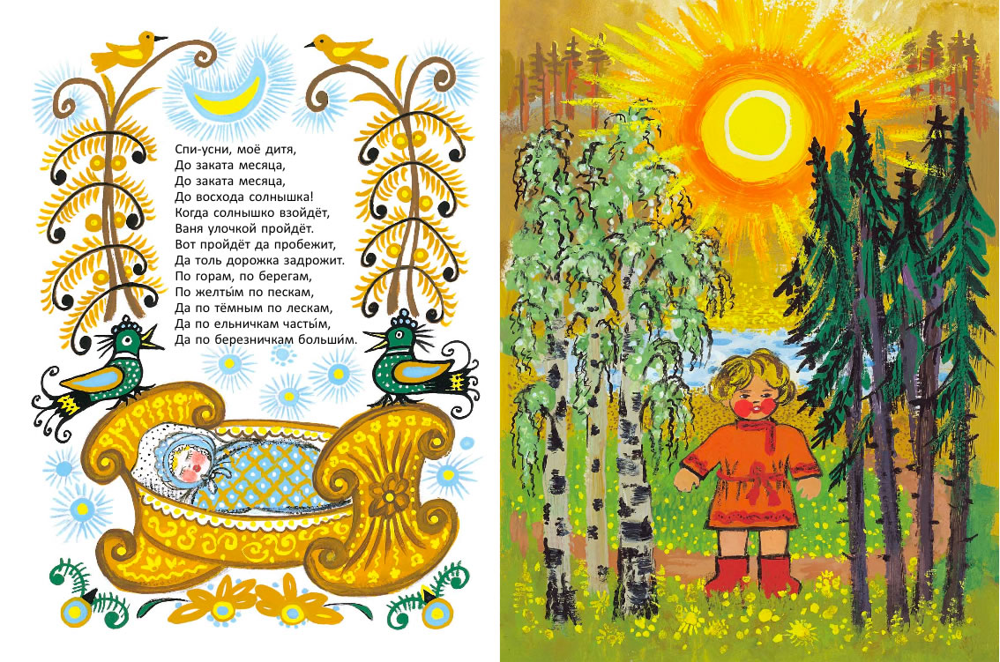 Спи-усни, моё дитя,
До заката месяца,
До заката месяца,
До восхода солнышка!
Когда солнышко взойдёт,
Ваня улочкой пройдёт.
Вот пройдёт да пробежит,
Да толь дорожка задрожит.
По горам, по берегам,
По желты́м по пескам,
Да по тёмным по лескам,
Да по ельничкам часты́м,
Да по березничкам больши́м.